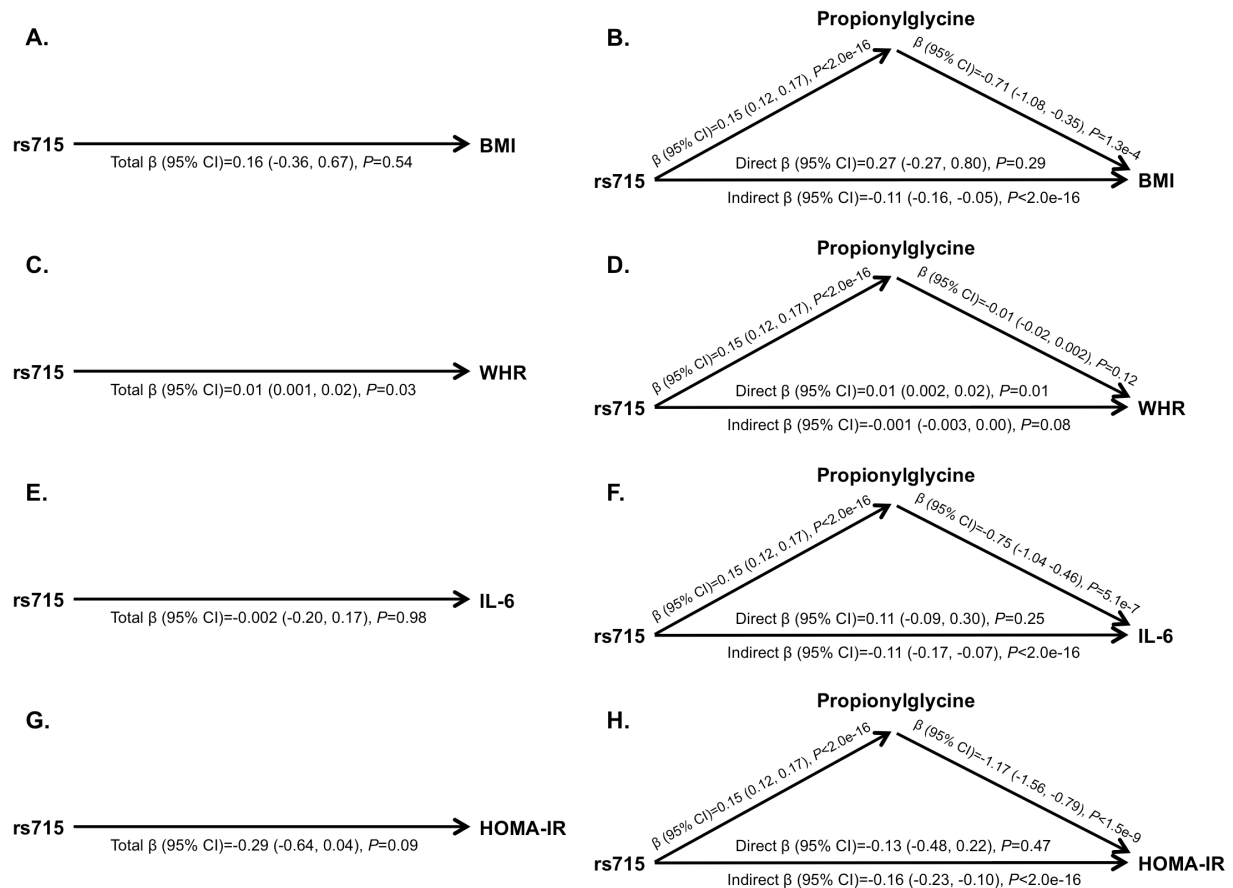 A.
rs715
BMI
Total β (95% CI)=0.16 (-0.36, 0.67), P=0.54
B.
Propionylglycine
β (95% CI)=0.15 (0.12, 0.17), P<2.0e-16
β (95% CI)=-0.71 (-1.08, -0.35), P=1.3e-4
Direct β (95% CI)=0.27 (-0.27, 0.80), P=0.29
rs715
BMI
Indirect β (95% CI)=-0.11 (-0.16, -0.05), P<2.0e-16
C.
rs715
WHR
Total β (95% CI)=0.01 (0.001, 0.02), P=0.03
D.
Propionylglycine
β (95% CI)=0.15 (0.12, 0.17), P<2.0e-16
β (95% CI)=-0.01 (-0.02, 0.002), P=0.12
Direct β (95% CI)=0.01 (0.002, 0.02), P=0.01
rs715
WHR
Indirect β (95% CI)=-0.001 (-0.003, 0.00), P=0.08
E.
rs715
IL-6
Total β (95% CI)=-0.002 (-0.20, 0.17), P=0.98
F.
Propionylglycine
β (95% CI)=0.15 (0.12, 0.17), P<2.0e-16
β (95% CI)=-0.75 (-1.04 -0.46), P=5.1e-7
Direct β (95% CI)=0.11 (-0.09, 0.30), P=0.25
rs715
IL-6
Indirect β (95% CI)=-0.11 (-0.17, -0.07), P<2.0e-16
G.
rs715
HOMA-IR
Total β (95% CI)=-0.29 (-0.64, 0.04), P=0.09
H.
Propionylglycine
β (95% CI)=0.15 (0.12, 0.17), P<2.0e-16
β (95% CI)=-1.17 (-1.56, -0.79), P<1.5e-9
Direct β (95% CI)=-0.13 (-0.48, 0.22), P=0.47
rs715
HOMA-IR
Indirect β (95% CI)=-0.16 (-0.23, -0.10), P<2.0e-16